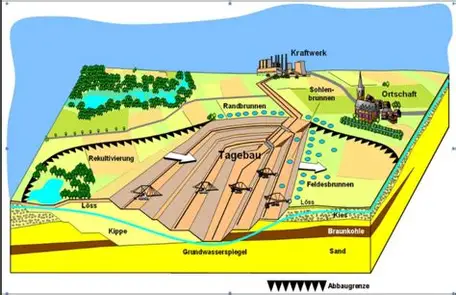 Kraftwerk
Sohlen-
brunnen
Ortschaft
Randbrunnen
Rekultivierung
Tagebau
Feldesbrunnen
Löss
Löss
Kies
Kippe
Braunkohle
Grundwasserspiegel
Sand
Abbaugrenze